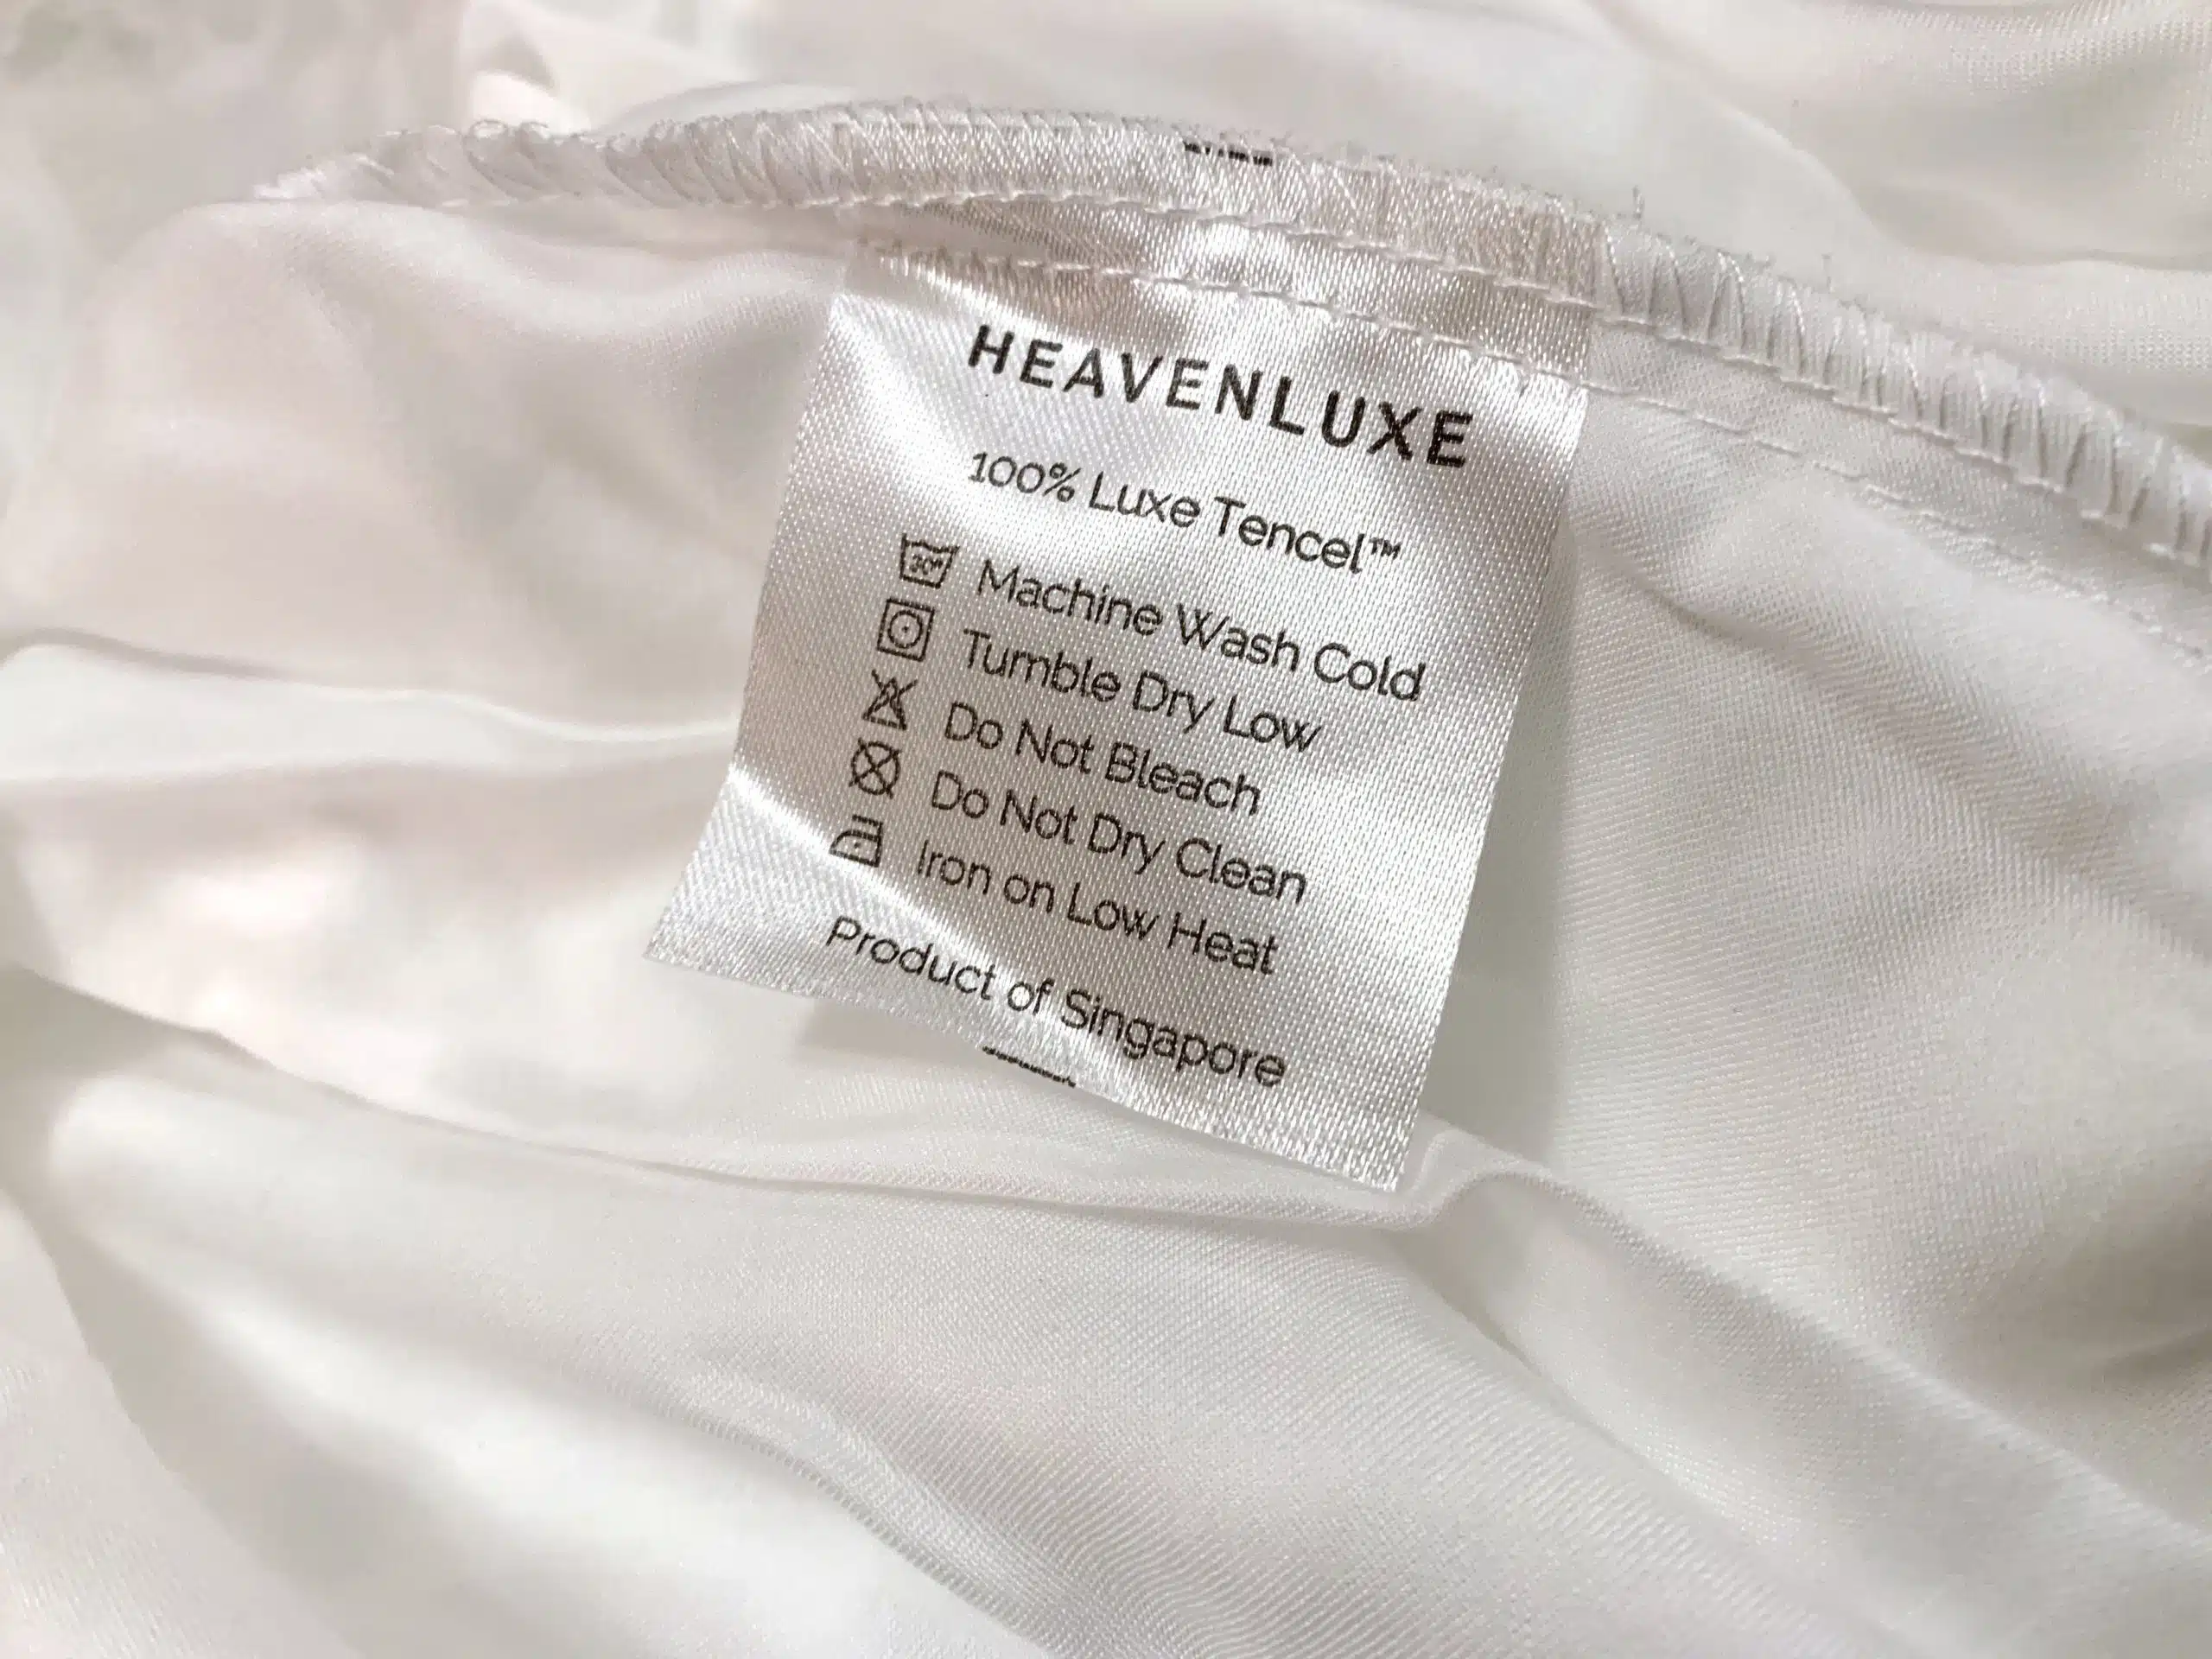 HEAVENLUXE
100% Luxe Tencel™
30° Machine Wash Cold
Tumble Dry Low
Do Not Bleach
Do Not Dry Clean
Iron on Low Heat
Product of Singapore